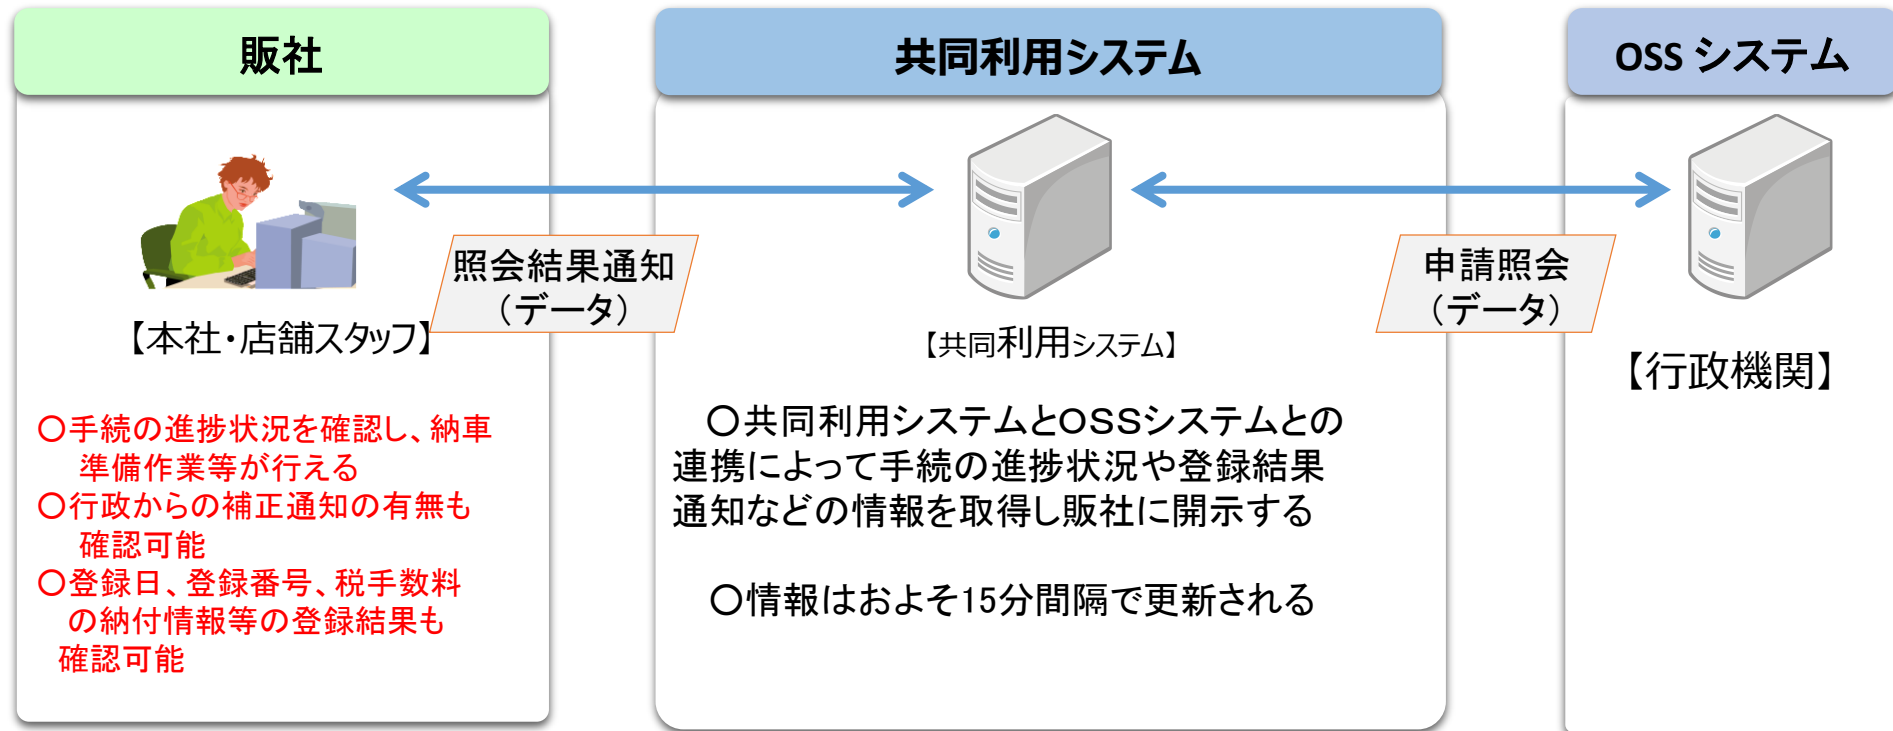 販社
共同利用システム
OSS システム
照会結果通知
（データ）
申請照会
（データ）
【本社・店舗スタッフ】
【共同利用システム】
【行政機関】
〇手続の進捗状況を確認し、納車
準備作業等が行える
〇行政からの補正通知の有無も
確認可能
〇登録日、登録番号、税手数料
の納付情報等の登録結果も
確認可能
〇共同利用システムとＯＳＳシステムとの
連携によって手続の進捗状況や登録結果
通知などの情報を取得し販社に開示する
〇情報はおよそ15分間隔で更新される